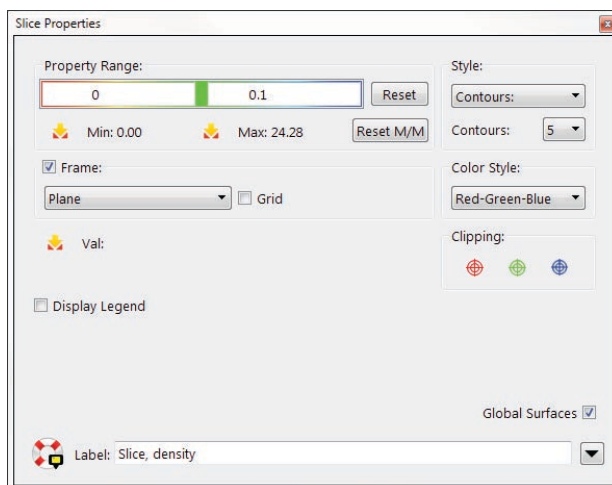 Slice Properties
Property Range:
0 0.1 Reset
Min: 0.00 Max: 24.28 Reset M/M
Style:
Contours:
Contours: 5
Frame:
Plane Grid
Color Style:
Red-Green-Blue
Val:
Clipping:
Display Legend
Global Surfaces
Label: Slice, density